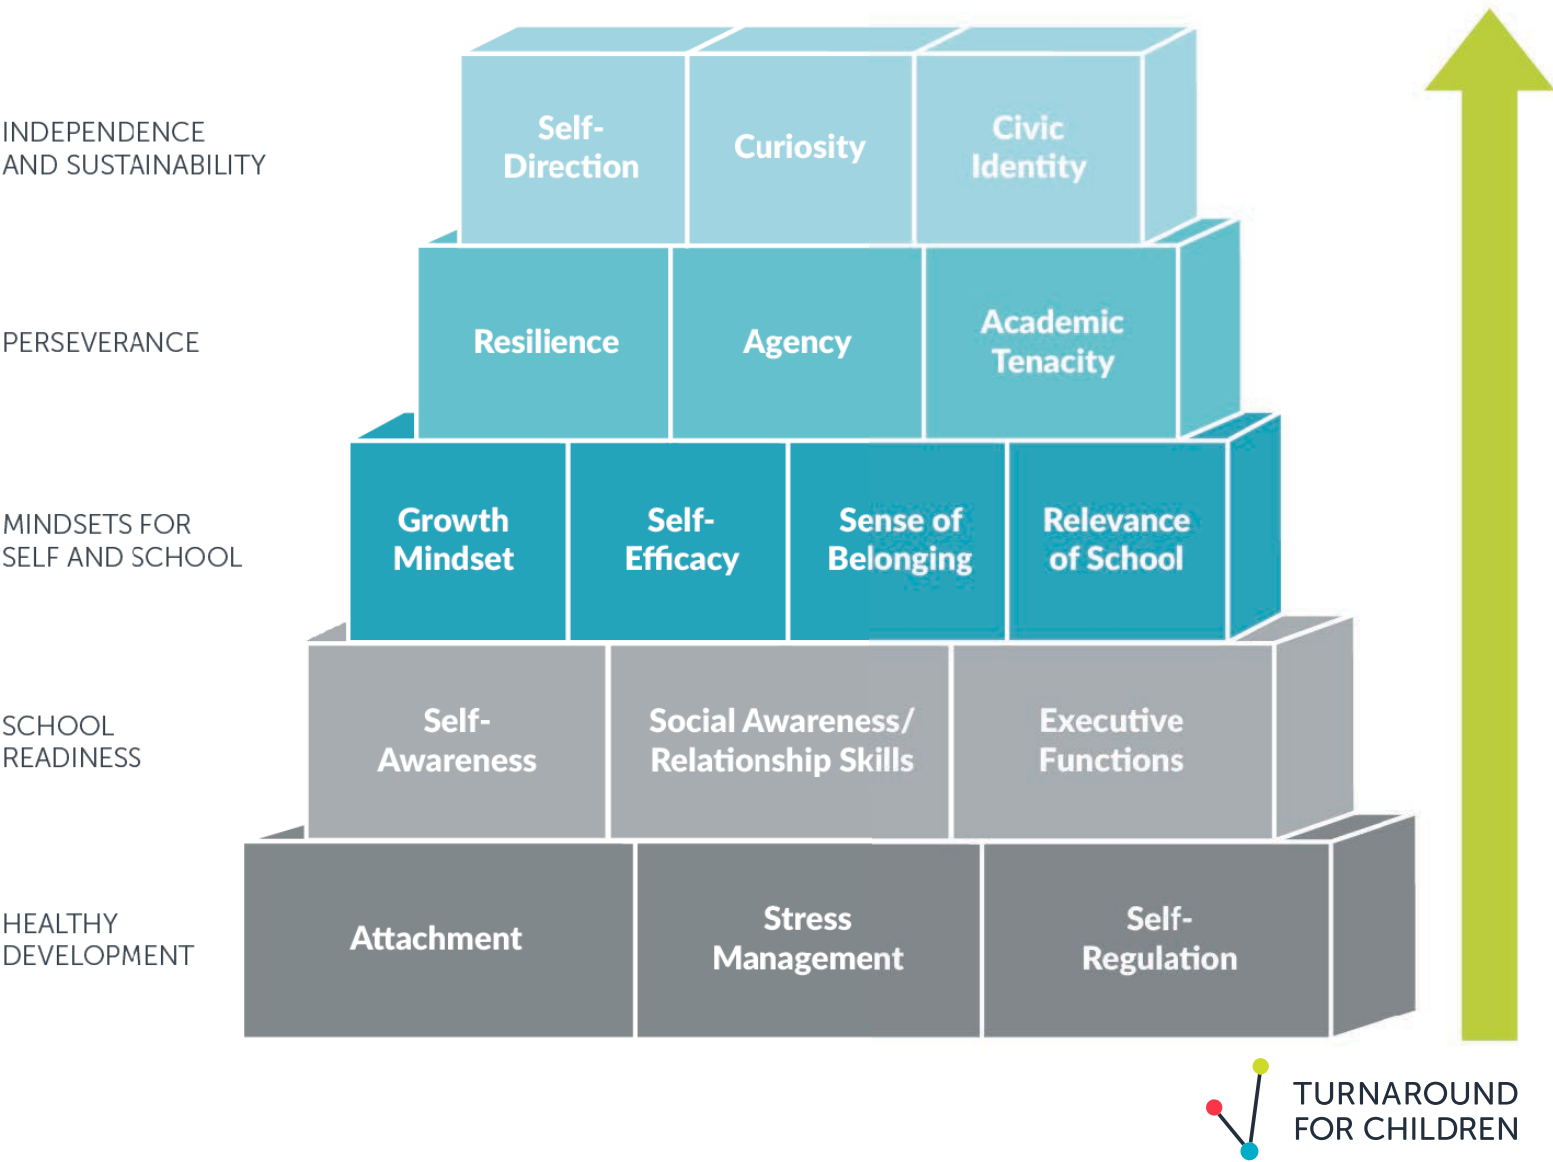 INDEPENDENCE
AND SUSTAINABILITY
Self-
Direction
Curiosity
Civic
Identity
PERSEVERANCE
Resilience
Agency
Academic
Tenacity
MINDSETS FOR
SELF AND SCHOOL
Growth
Mindset
Self-
Efficacy
Sense of
Belonging
Relevance
of School
SCHOOL
READINESS
Self-
Awareness
Social Awareness/
Relationship Skills
Executive
Functions
HEALTHY
DEVELOPMENT
Attachment
Stress
Management
Self-
Regulation
TURNAROUND
FOR CHILDREN